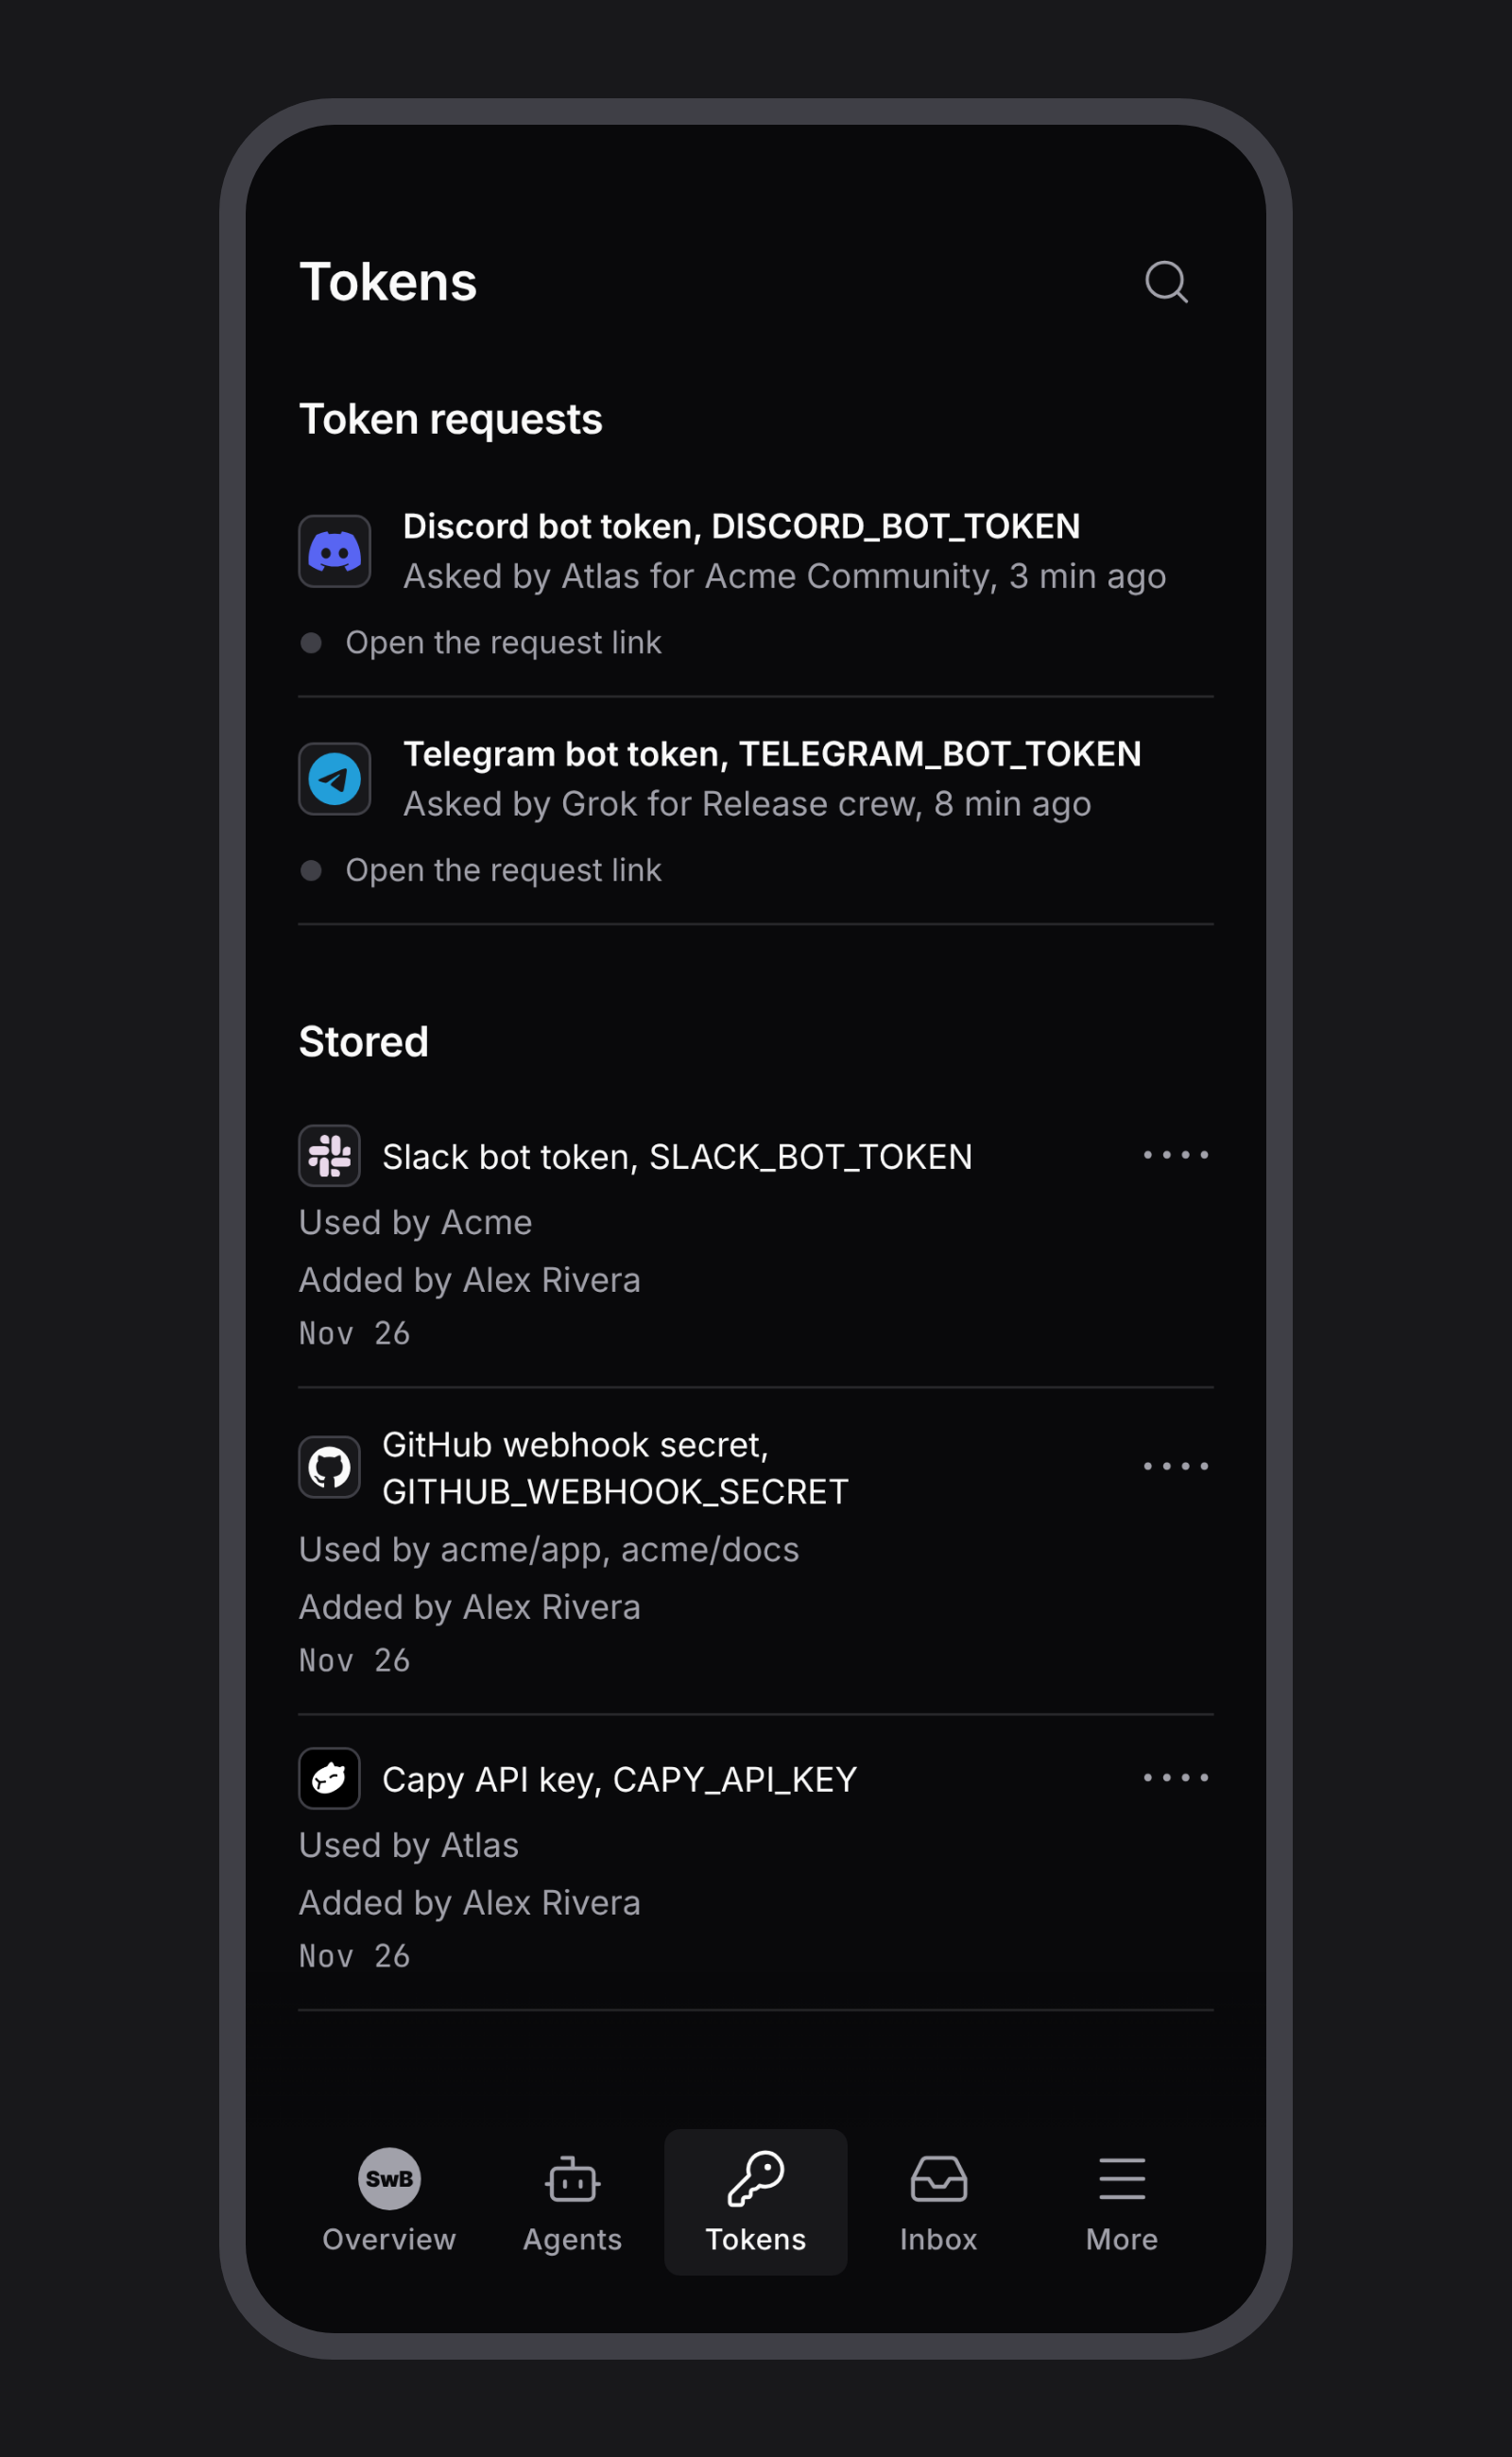 Tokens
Token requests
Discord bot token, DISCORD_BOT_TOKEN
Asked by Atlas for Acme Community, 3 min ago
Open the request link
Telegram bot token, TELEGRAM_BOT_TOKEN
Asked by Grok for Release crew, 8 min ago
Open the request link
Stored
Slack bot token, SLACK_BOT_TOKEN
Used by Acme
Added by Alex Rivera
Nov 26
GitHub webhook secret,
GITHUB_WEBHOOK_SECRET
Used by acme/app, acme/docs
Added by Alex Rivera
Nov 26
Capy API key, CAPY_API_KEY
Used by Atlas
Added by Alex Rivera
Nov 26
SwB
Overview
Agents
Tokens
Inbox
More